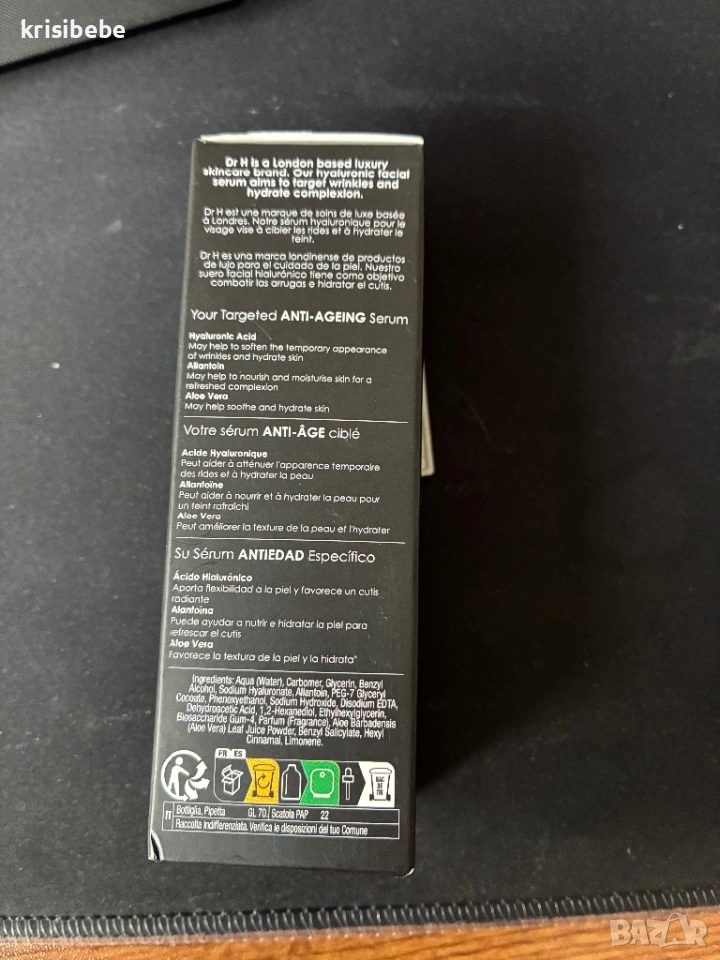 krisibebe
Dr H is a London based luxury
skincare brand. Our hyaluronic facial
serum aims to target wrinkles and
hydrate complexion.
Dr H est une marque de soins de luxe basée
à Londres. Notre sérum hyaluronique pour le
visage vise à cibler les rides et à hydrater le
teint.
Dr H es una marca londinense de productos
de lujo para el cuidado de la piel. Nuestro
suero facial hialurónico tiene como objetivo
combatir las arrugas e hidratar el cutis.
Your Targeted ANTI-AGEING Serum
Hyaluronic Acid
May help to soften the temporary appearance
of wrinkles and hydrate skin
Allantoin
May help to nourish and moisturise skin for a
refreshed complexion
Aloe Vera
May help soothe and hydrate skin
Votre sérum ANTI-ÂGE ciblé
Acide Hyaluronique
Peut aider à atténuer l'apparence temporaire
des rides et à hydrater la peau
Allantoïne
Peut aider à nourrir et à hydrater la peau pour
un teint rafraîchi
Aloe Vera
Peut améliorer la texture de la peau et l'hydrater
Su Sérum ANTIEDAD Específico
Ácido Hialurónico
Aporta flexibilidad a la piel y favorece un cutis
radiante
Alantoína
Puede ayudar a nutrir e hidratar la piel para
refrescar el cutis
Aloe Vera
Favorece la textura de la piel y la hidrata"
Ingredients: Aqua (Water), Carbomer, Glycerin, Benzyl
Alcohol, Sodium Hyaluronate, Allantoin, PEG-7 Glyceryl
Cocoate, Phenoxyethanol, Sodium Hydroxide, Disodium EDTA,
Dehydroacetic Acid, 1,2-Hexanediol, Ethylhexylglycerin,
Biosaccharide Gum-4, Parfum (Fragrance), Aloe Barbadensis
(Aloe Vera) Leaf Juice Powder, Benzyl Salicylate, Hexyl
Cinnamal, Limonene.
FR ES
BAC
DE
TRI
IT Bottiglia, Pipetta GL 70, Scatola PAP 22
Raccolta indifferenziata. Verifica le disposizioni del tuo Comune
BAZAR